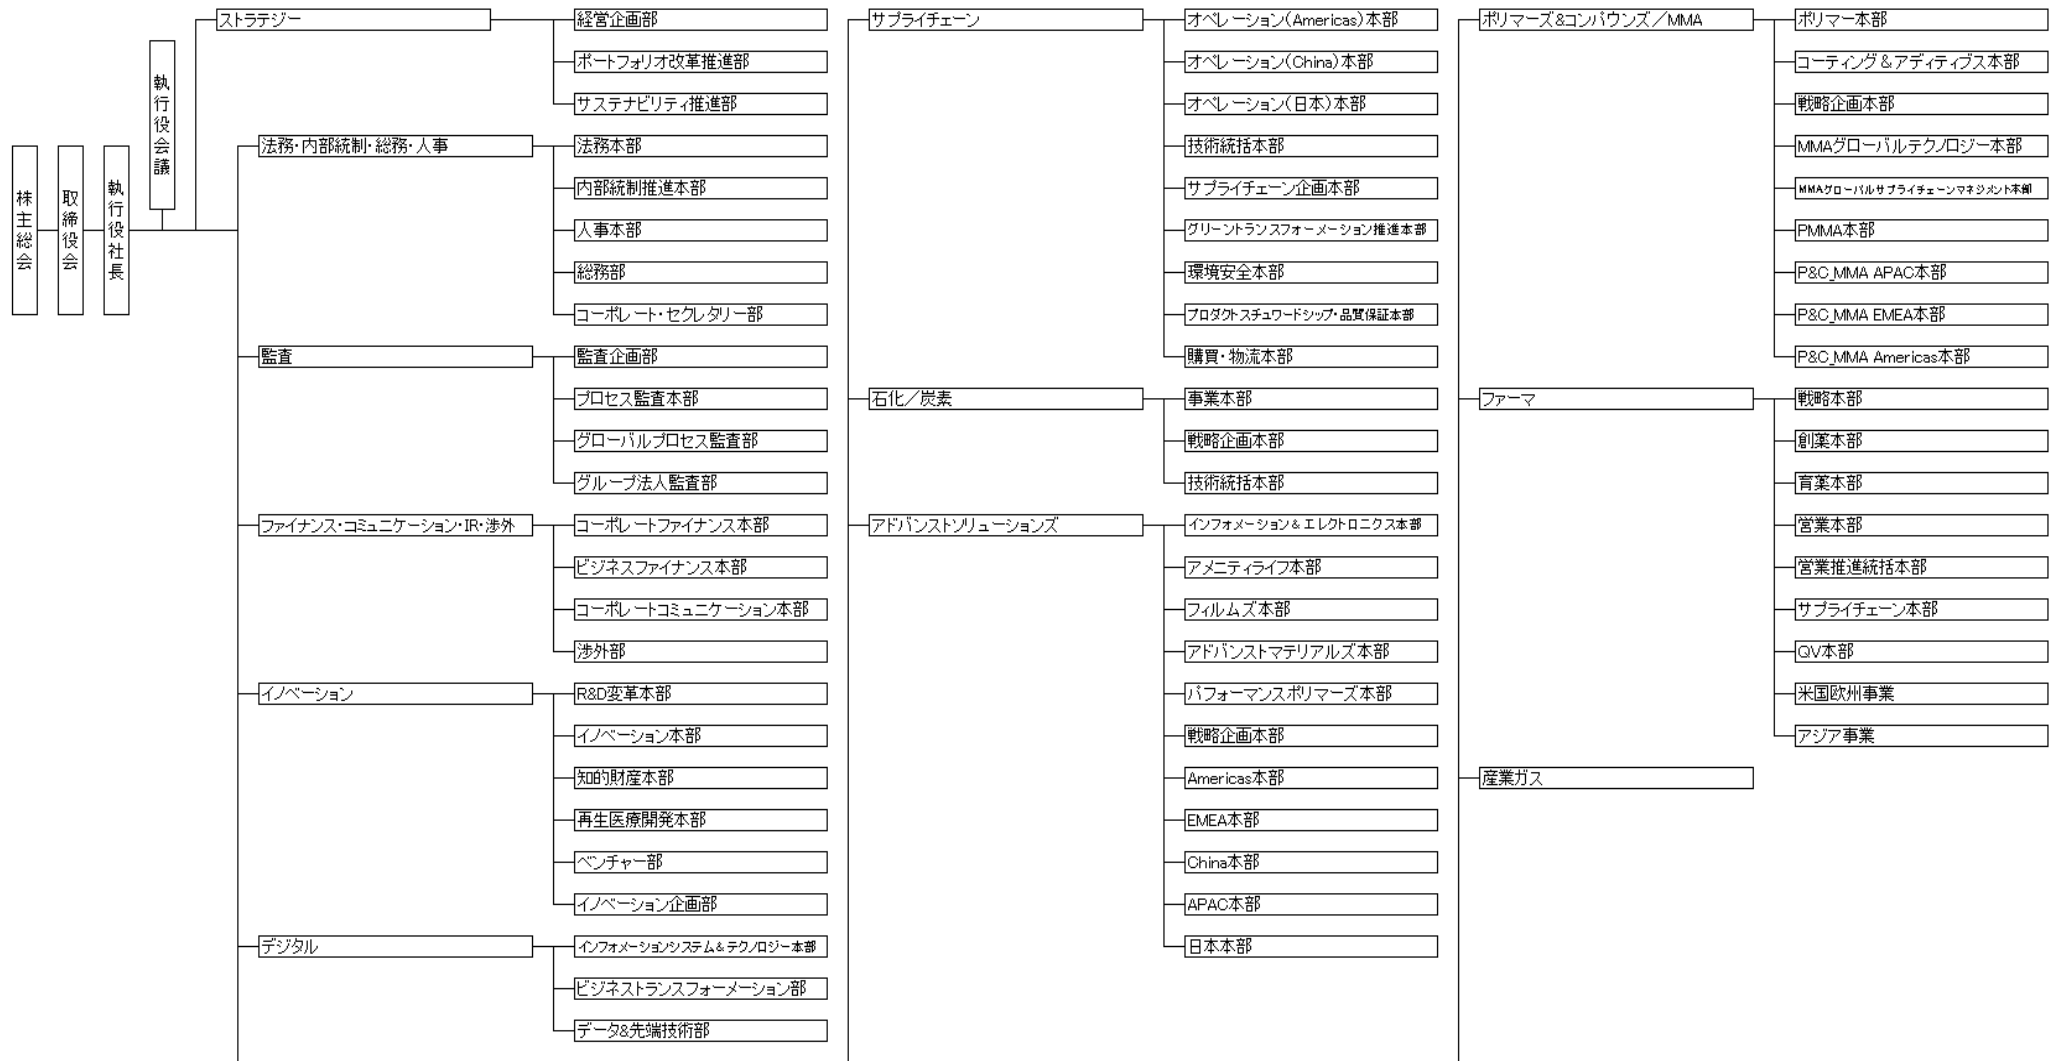 株主総会
取締役会
執行役社長
執行役会議
ストラテジー
経営企画部
ポートフォリオ改革推進部
サステナビリティ推進部
法務・内部統制・総務・人事
法務本部
内部統制推進本部
人事本部
総務部
コーポレート・セクレタリー部
監査
監査企画部
プロセス監査本部
グローバルプロセス監査部
グループ法人監査部
ファイナンス・コミュニケーション・IR・渉外
コーポレートファイナンス本部
ビジネスファイナンス本部
コーポレートコミュニケーション本部
渉外部
イノベーション
R&D変革本部
イノベーション本部
知的財産本部
再生医療開発本部
ベンチャー部
イノベーション企画部
デジタル
インフォメーションシステム&テクノロジー本部
ビジネストランスフォーメーション部
データ&先端技術部
サプライチェーン
オペレーション(Americas)本部
オペレーション(China)本部
オペレーション(日本)本部
技術統括本部
サプライチェーン企画本部
グリーントランスフォーメーション推進本部
環境安全本部
プロダクトスチュワードシップ・品質保証本部
購買・物流本部
石化／炭素
事業本部
戦略企画本部
技術統括本部
アドバンストソリューションズ
インフォメーション＆エレクトロニクス本部
アメニティライフ本部
フィルムズ本部
アドバンストマテリアルズ本部
パフォーマンスポリマーズ本部
戦略企画本部
Americas本部
EMEA本部
China本部
APAC本部
日本本部
ポリマーズ&コンパウンズ／MMA
ポリマー本部
コーティング＆アディティブス本部
戦略企画本部
MMAグローバルテクノロジー本部
MMAグローバルサプライチェーンマネジメント本部
PMMA本部
P&C_MMA APAC本部
P&C_MMA EMEA本部
P&C_MMA Americas本部
ファーマ
戦略本部
創薬本部
育薬本部
営業本部
営業推進統括本部
サプライチェーン本部
QV本部
米国欧州事業
アジア事業
産業ガス